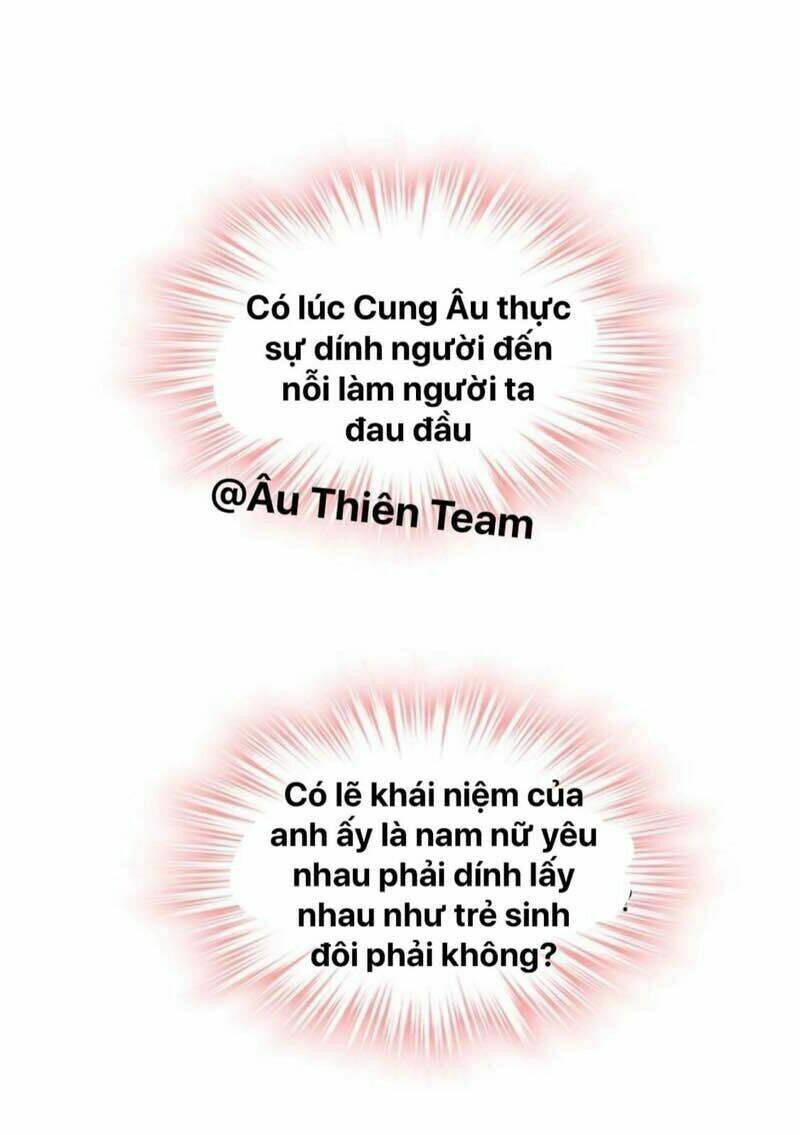 Có lúc Cung Âu thực
sự dính người đến
nỗi làm người ta
đau đầu
@Âu Thiên Team
Có lẽ khái niệm của
anh ấy là nam nữ yêu
nhau phải dính lấy
nhau như trẻ sinh
đôi phải không?